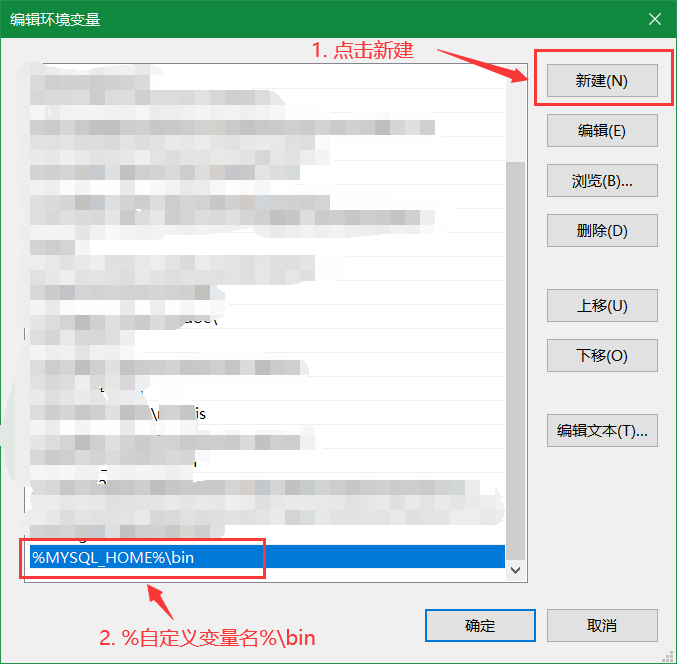 编辑环境变量
1. 点击新建
新建(N)
编辑(E)
浏览(B)...
删除(D)
上移(U)
下移(O)
编辑文本(T)...
%MYSQL_HOME%\bin
2. %自定义变量名%\bin
确定
取消